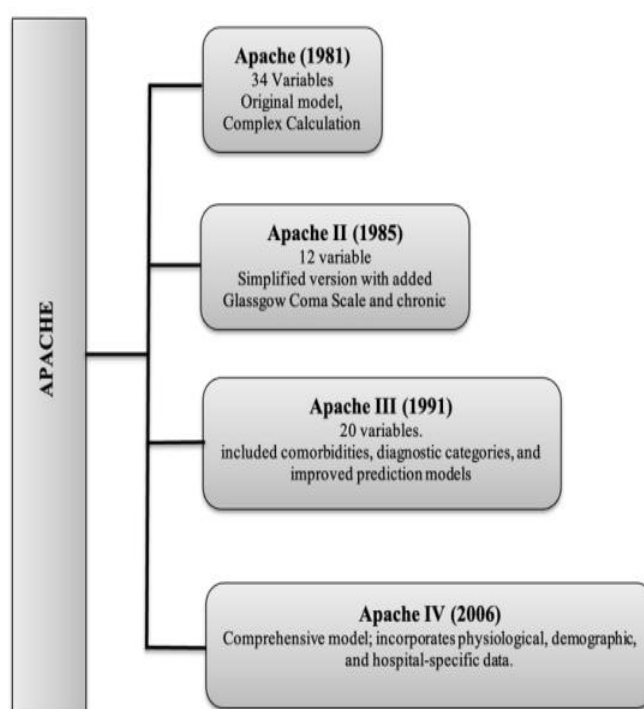 APACHE
Apache (1981)
34 Variables
Original model,
Complex Calculation
Apache II (1985)
12 variable
Simplified version with added
Glassgow Coma Scale and chronic
Apache III (1991)
20 variables.
included comorbidities, diagnostic categories, and
improved prediction models
Apache IV (2006)
Comprehensive model; incorporates physiological, demographic,
and hospital-specific data.